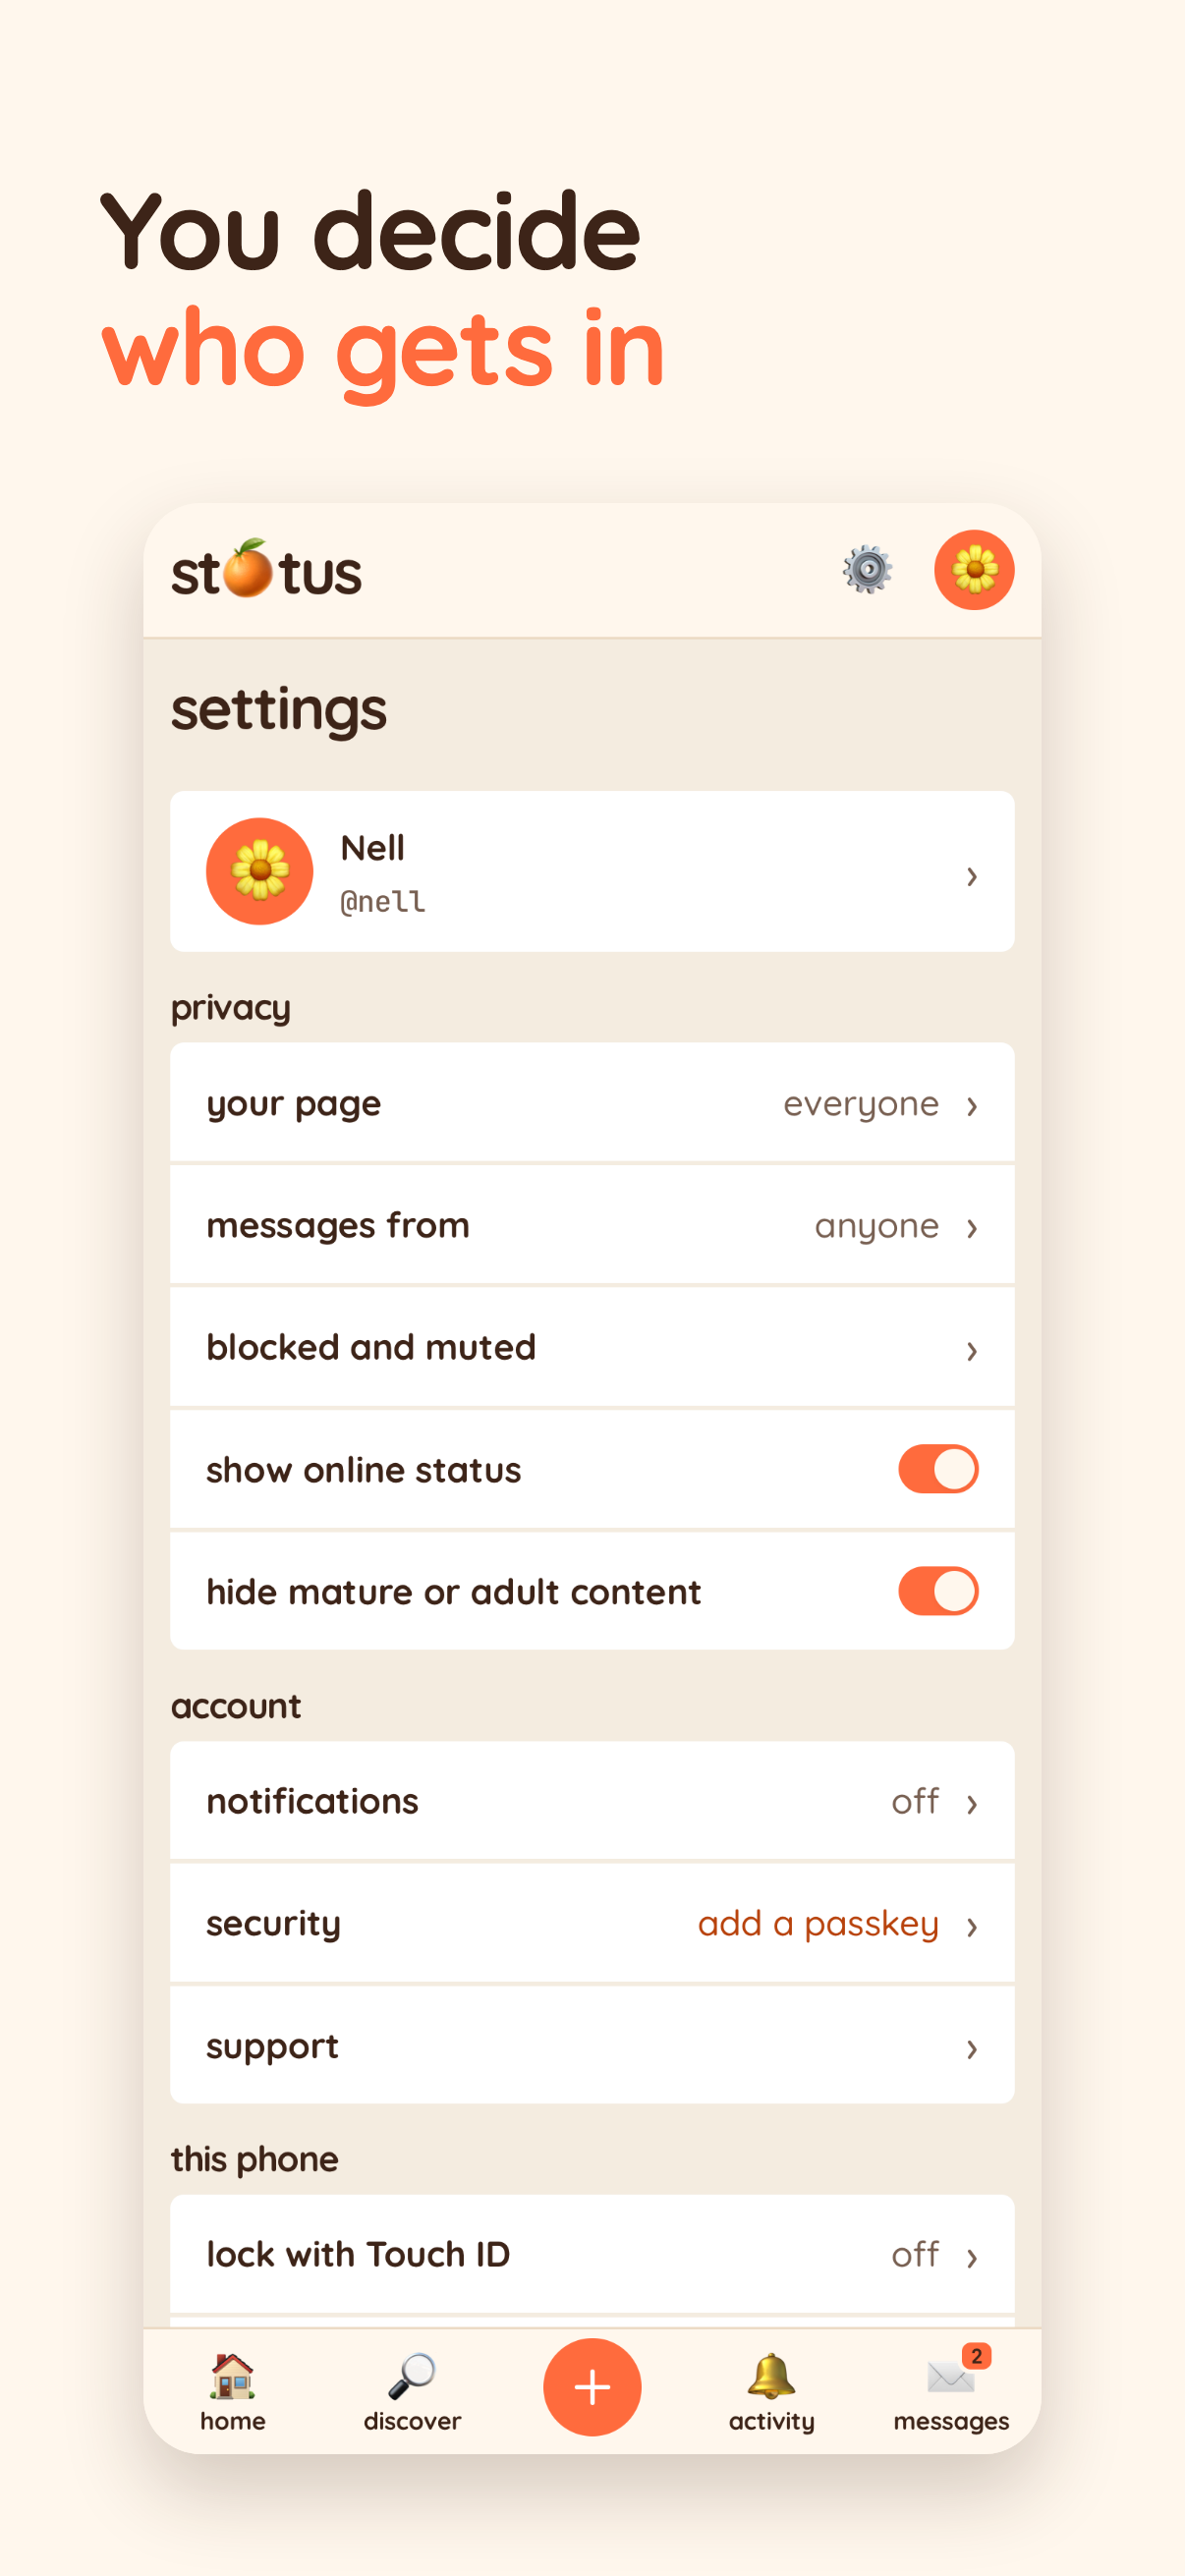 You decide
who gets in
st🍊tus
settings
Nell
@nell
privacy
your page everyone
messages from anyone
blocked and muted
show online status
hide mature or adult content
account
notifications off
security add a passkey
support
this phone
lock with Touch ID off
2
home discover activity messages